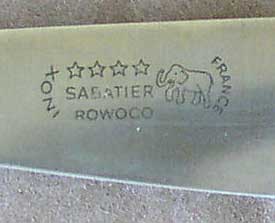 INOX
SABATIER
ROWOCO
FRANCE